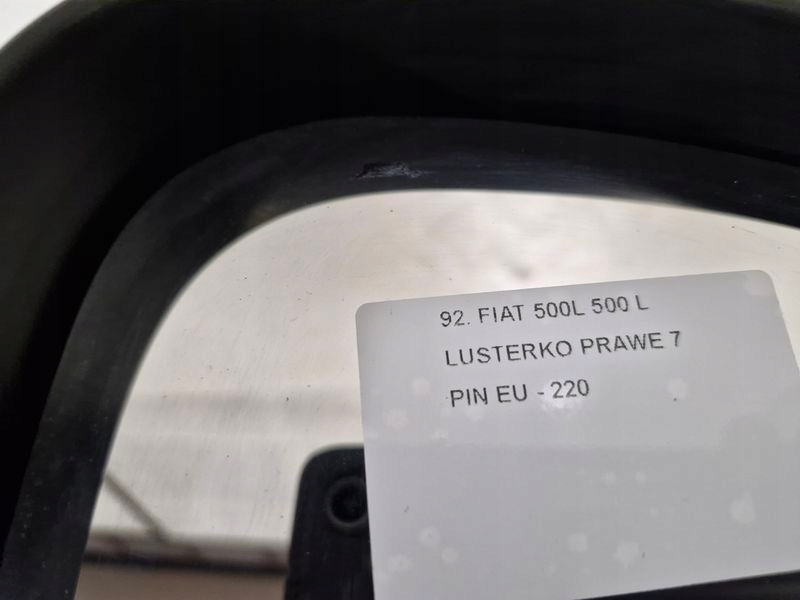 92. FIAT 500L 500 L
LUSTERKO PRAWE 7
PIN EU - 220